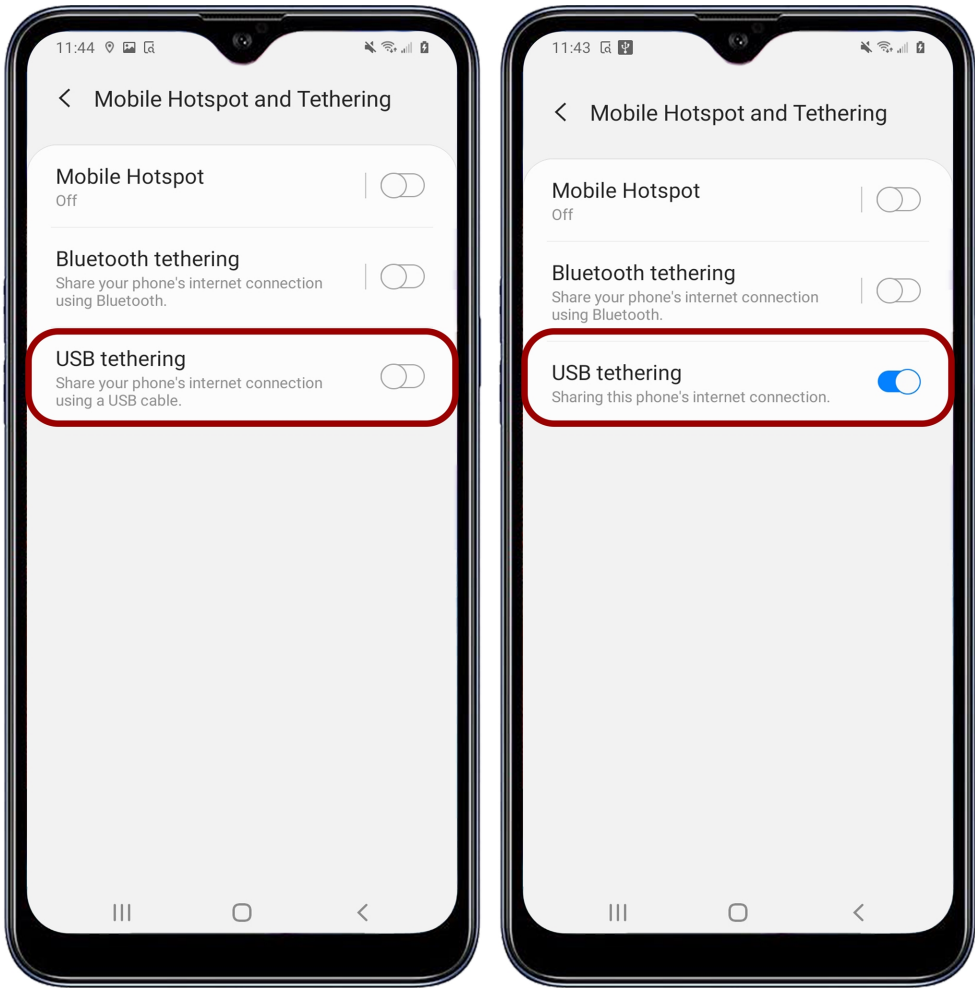 11:44
Mobile Hotspot and Tethering
Mobile Hotspot
Off
Bluetooth tethering
Share your phone's internet connection
using Bluetooth.
USB tethering
Share your phone's internet connection
using a USB cable.
11:43
Mobile Hotspot and Tethering
Mobile Hotspot
Off
Bluetooth tethering
Share your phone's internet connection
using Bluetooth.
USB tethering
Sharing this phone's internet connection.